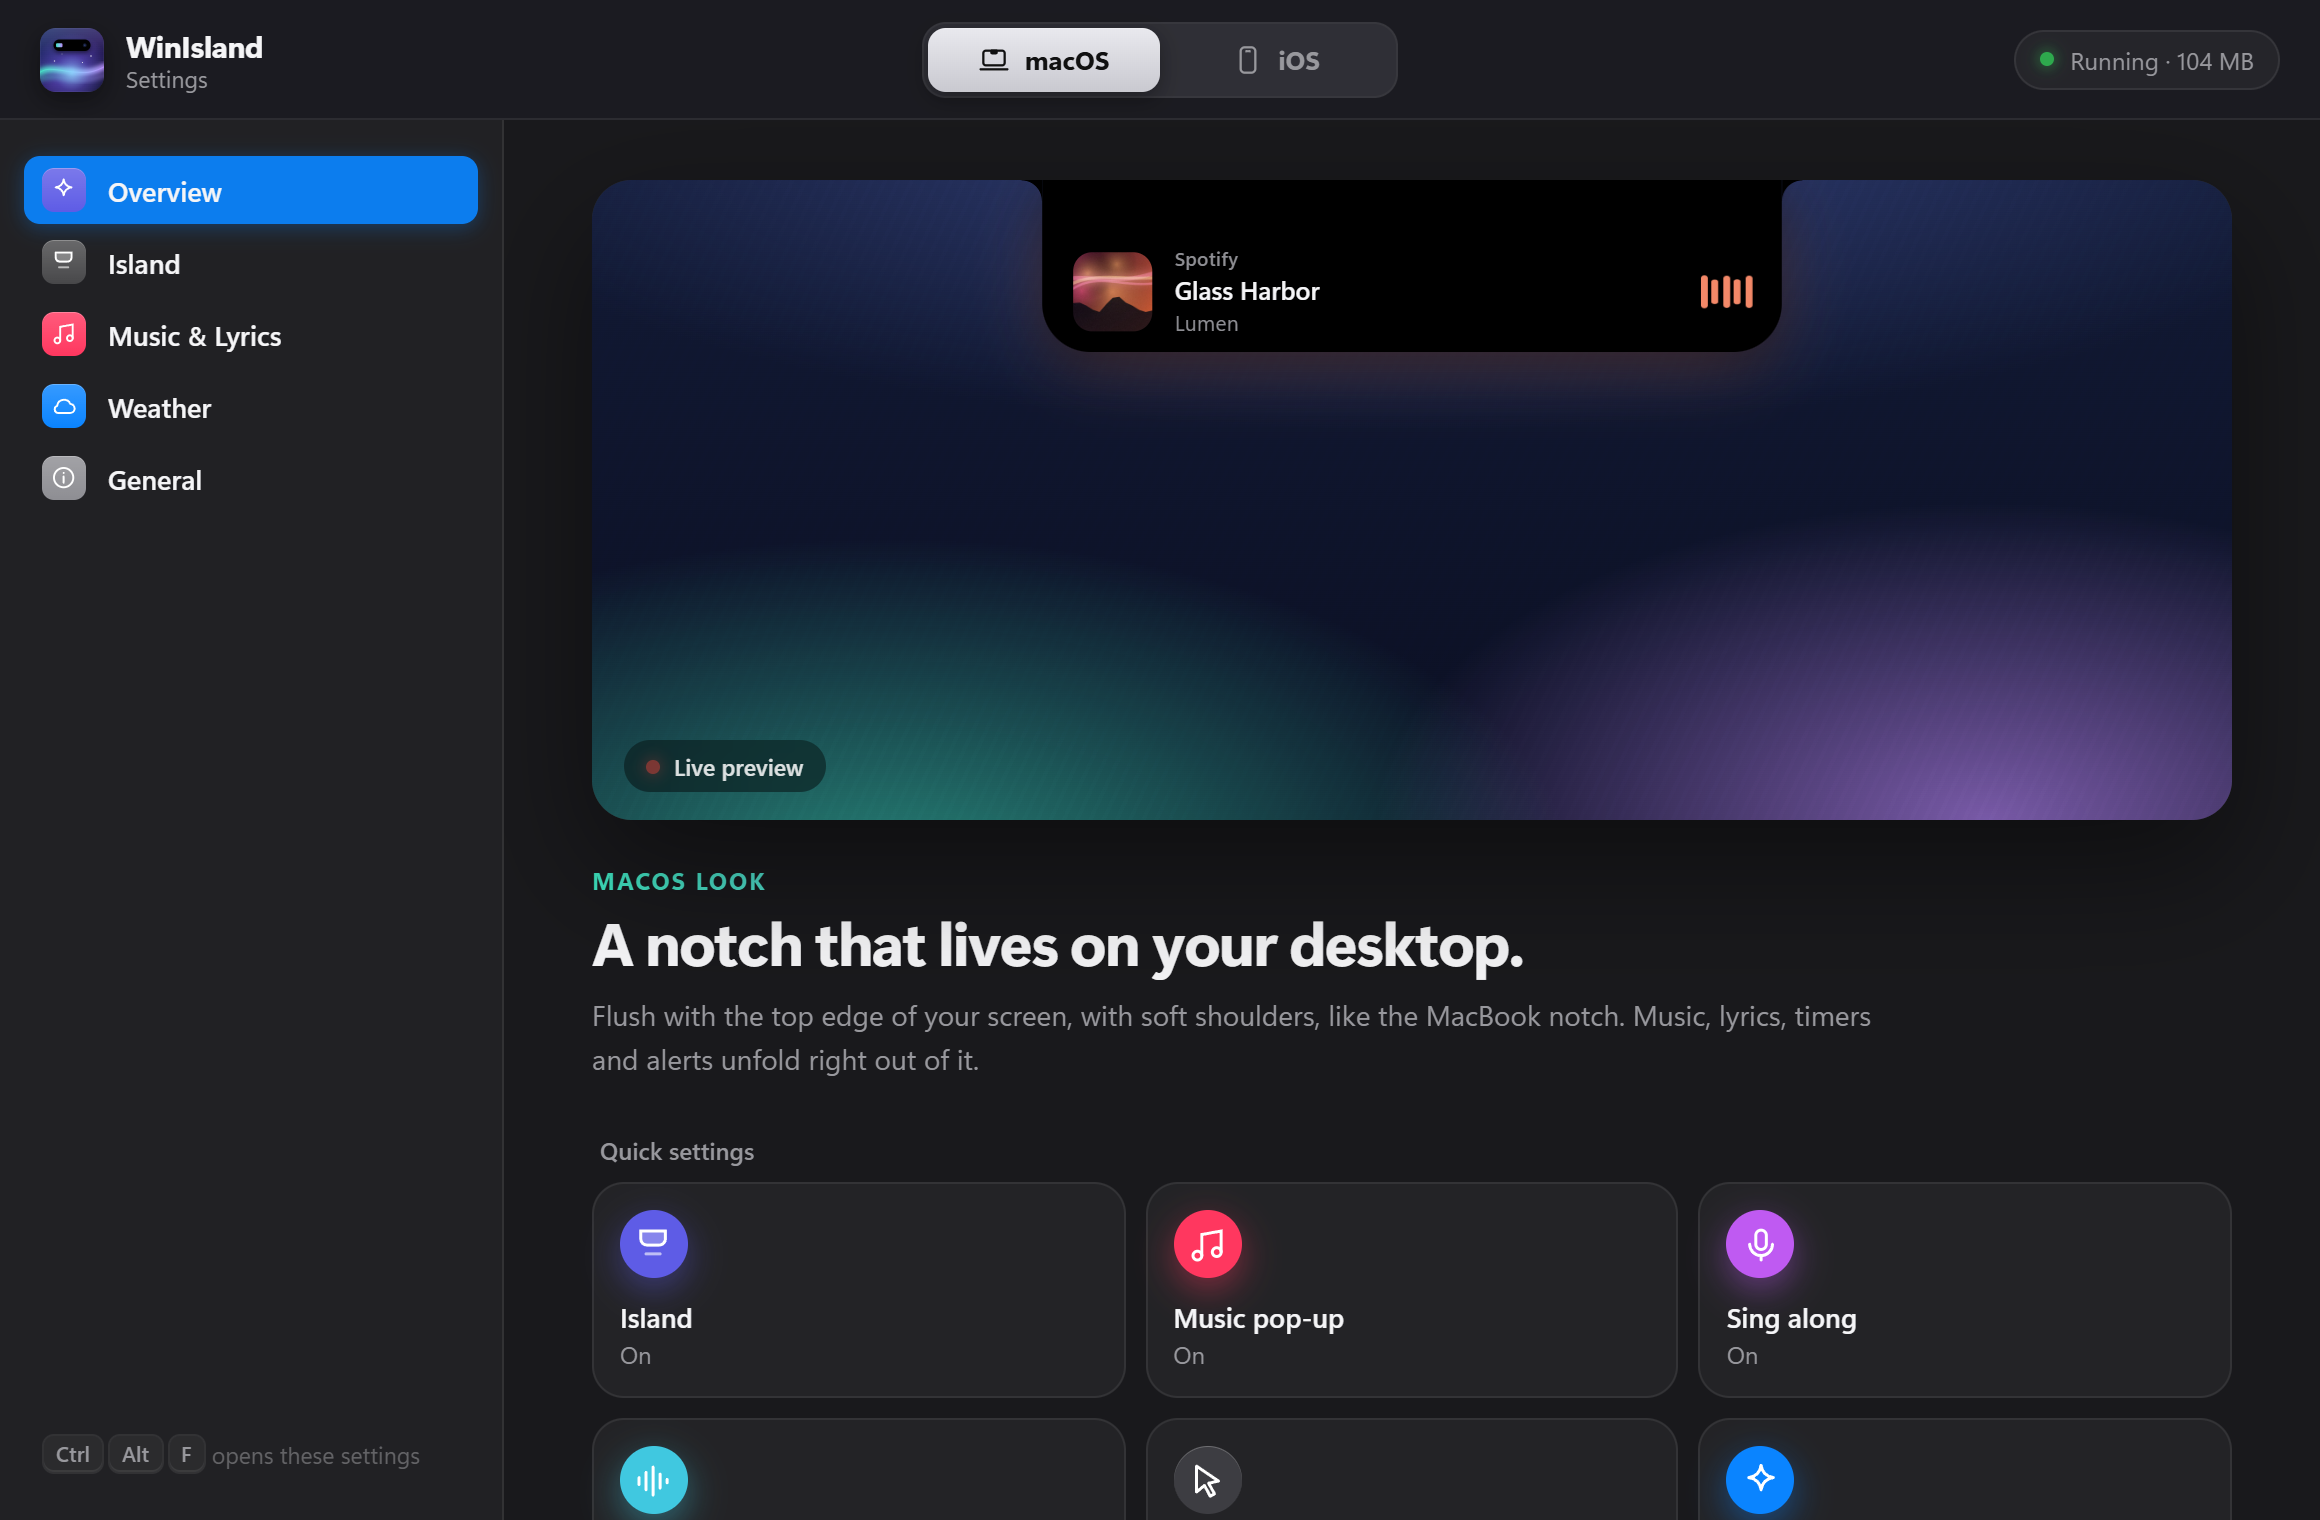 WinIsland
Settings
macOS
iOS
Running · 104 MB
Overview
Island
Music & Lyrics
Weather
General
Spotify
Glass Harbor
Lumen
Live preview
MACOS LOOK
A notch that lives on your desktop.
Flush with the top edge of your screen, with soft shoulders, like the MacBook notch. Music, lyrics, timers
and alerts unfold right out of it.
Quick settings
Island
On
Music pop-up
On
Sing along
On
Ctrl Alt F opens these settings